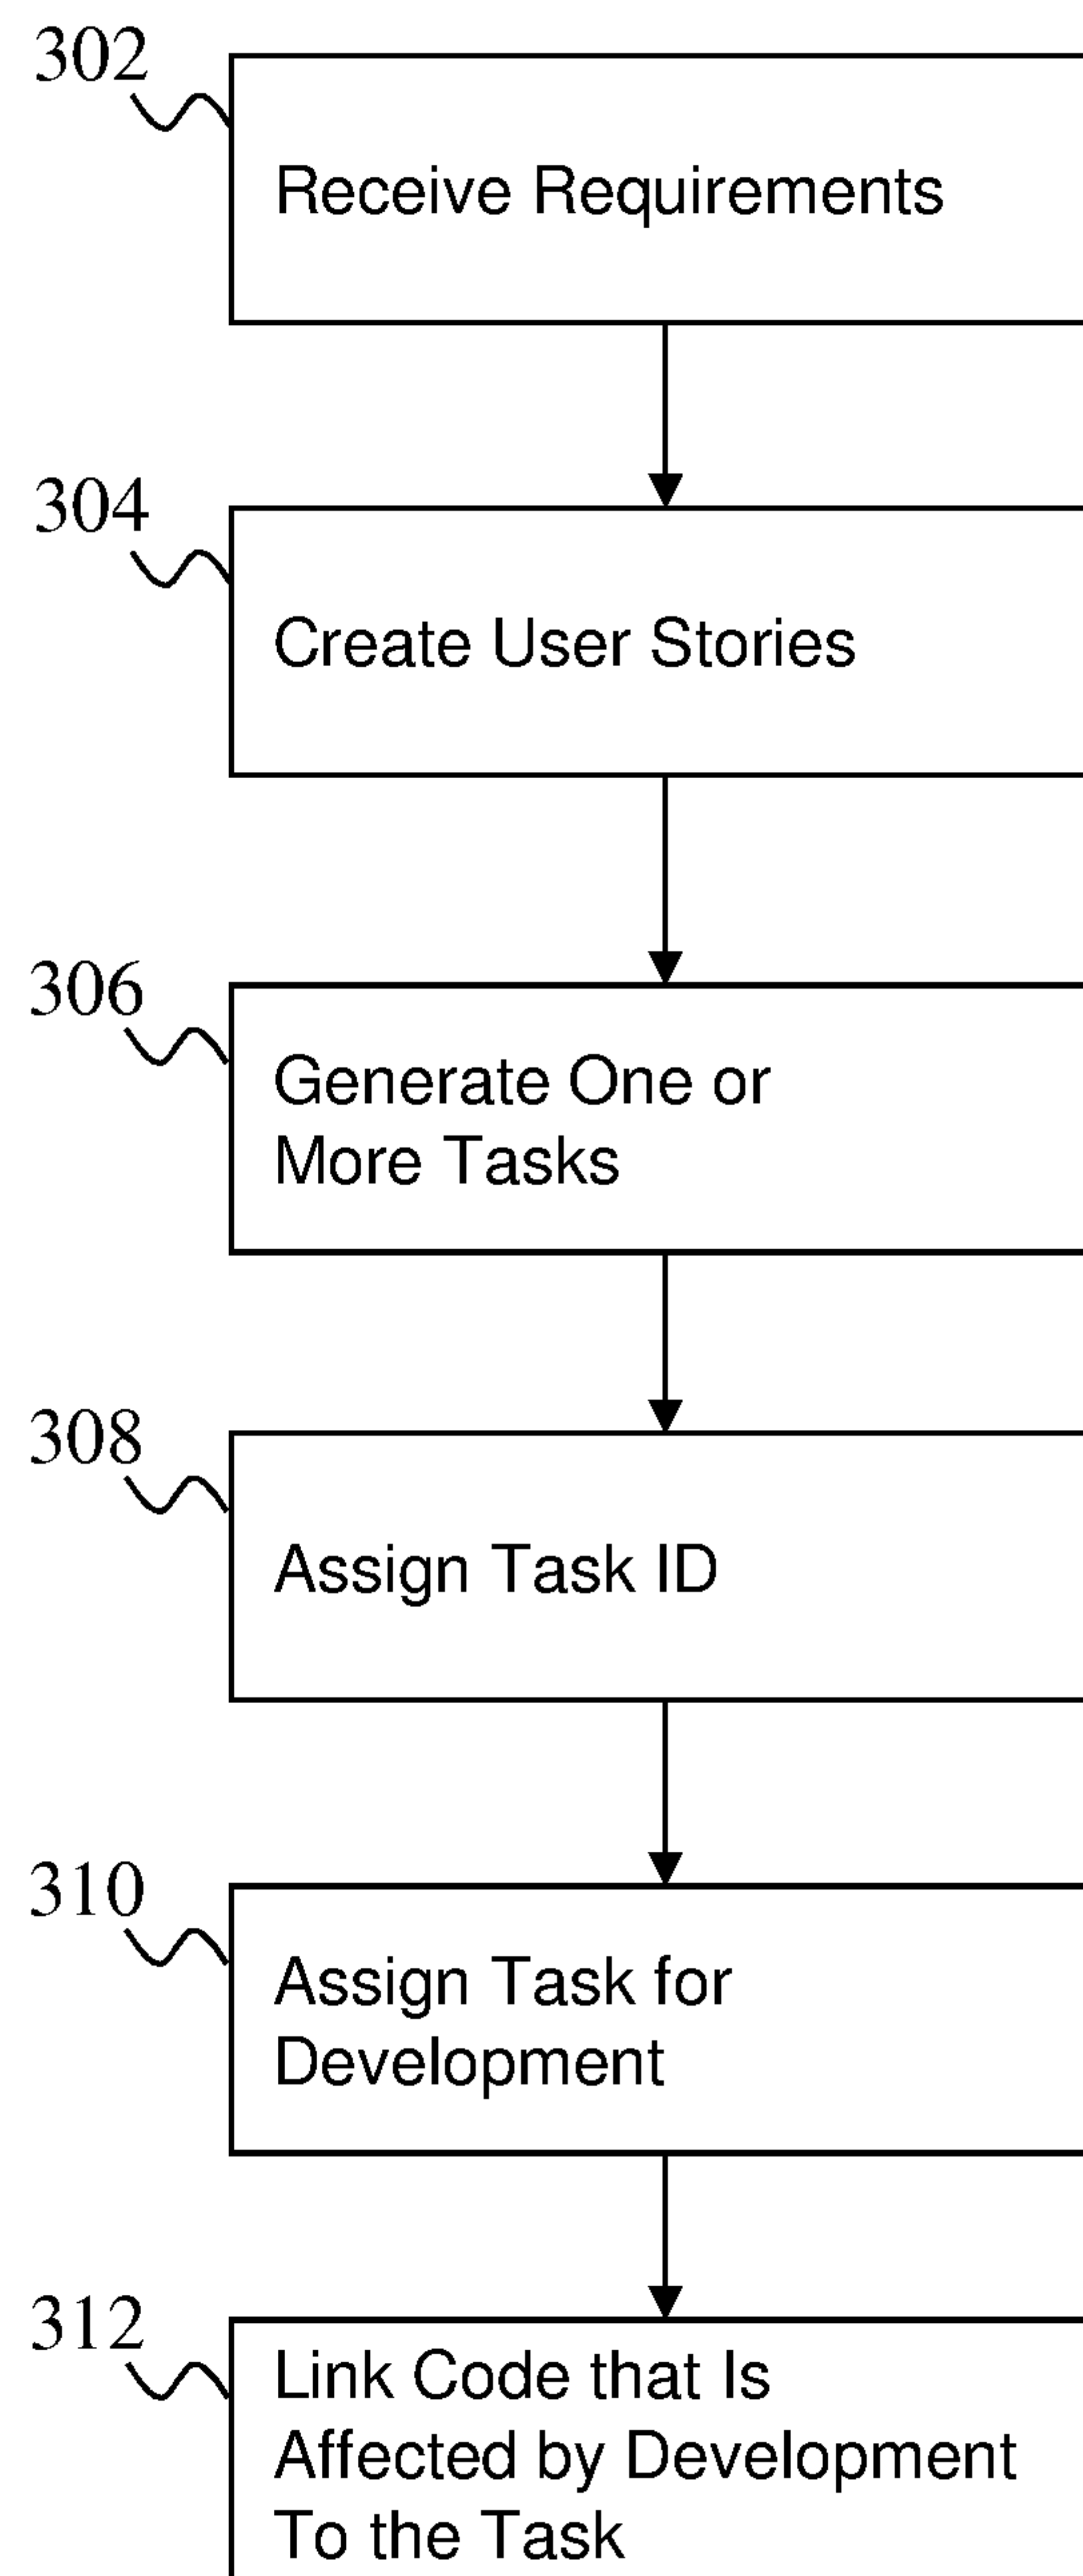 302
Receive Requirements
304
Create User Stories
306
Generate One or
More Tasks
308
Assign Task ID
310
Assign Task for
Development
312
Link Code that Is
Affected by Development
To the Task